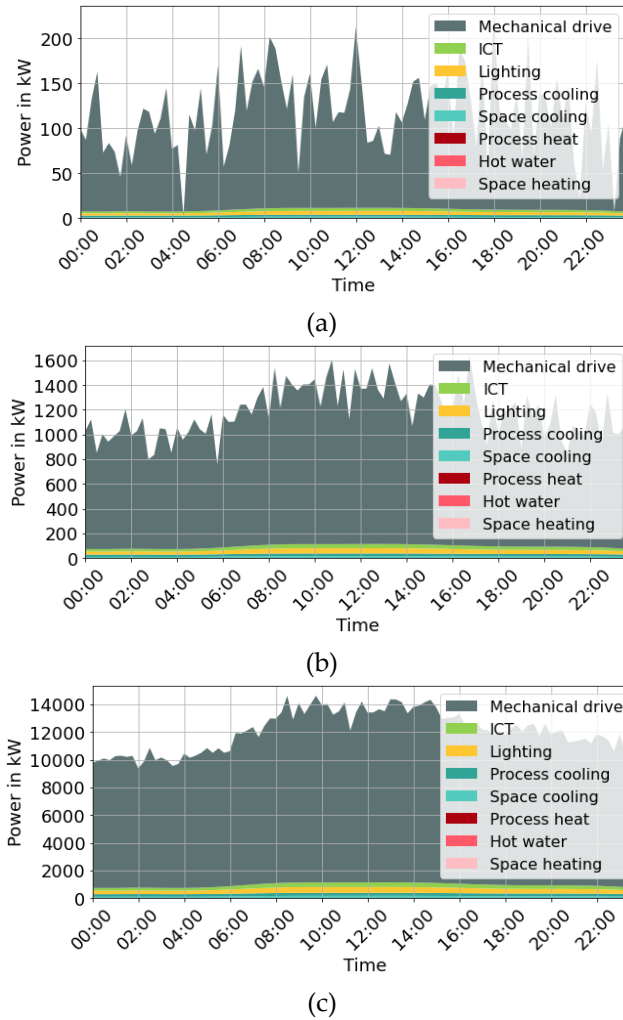 Power in kW
200
150
100
50
0
Mechanical drive
ICT
Lighting
Process cooling
Space cooling
Process heat
Hot water
Space heating
00:00 02:00 04:00 06:00 08:00 10:00 12:00 14:00 16:00 18:00 20:00 22:00
Time
(a)
Power in kW
1600
1400
1200
1000
800
600
400
200
0
Mechanical drive
ICT
Lighting
Process cooling
Space cooling
Process heat
Hot water
Space heating
00:00 02:00 04:00 06:00 08:00 10:00 12:00 14:00 16:00 18:00 20:00 22:00
Time
(b)
Power in kW
14000
12000
10000
8000
6000
4000
2000
0
Mechanical drive
ICT
Lighting
Process cooling
Space cooling
Process heat
Hot water
Space heating
00:00 02:00 04:00 06:00 08:00 10:00 12:00 14:00 16:00 18:00 20:00 22:00
Time
(c)